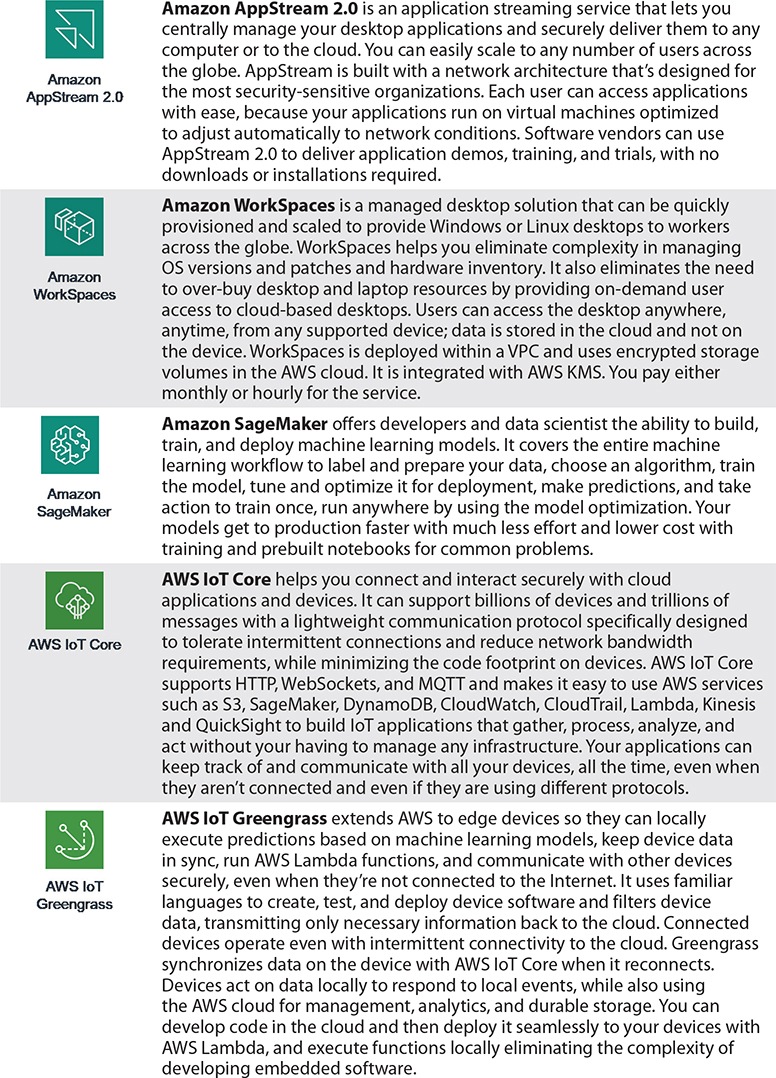 Amazon
AppStream 2.0
Amazon AppStream 2.0 is an application streaming service that lets you
centrally manage your desktop applications and securely deliver them to any
computer or to the cloud. You can easily scale to any number of users across
the globe. AppStream is built with a network architecture that’s designed for
the most security-sensitive organizations. Each user can access applications
with ease, because your applications run on virtual machines optimized
to adjust automatically to network conditions. Software vendors can use
AppStream 2.0 to deliver application demos, training, and trials, with no
downloads or installations required.
Amazon
WorkSpaces
Amazon WorkSpaces is a managed desktop solution that can be quickly
provisioned and scaled to provide Windows or Linux desktops to workers
across the globe. WorkSpaces helps you eliminate complexity in managing
OS versions and patches and hardware inventory. It also eliminates the need
to over-buy desktop and laptop resources by providing on-demand user
access to cloud-based desktops. Users can access the desktop anywhere,
anytime, from any supported device; data is stored in the cloud and not on
the device. WorkSpaces is deployed within a VPC and uses encrypted storage
volumes in the AWS cloud. It is integrated with AWS KMS. You pay either
monthly or hourly for the service.
Amazon
SageMaker
Amazon SageMaker offers developers and data scientist the ability to build,
train, and deploy machine learning models. It covers the entire machine
learning workflow to label and prepare your data, choose an algorithm, train
the model, tune and optimize it for deployment, make predictions, and take
action to train once, run anywhere by using the model optimization. Your
models get to production faster with much less effort and lower cost with
training and prebuilt notebooks for common problems.
AWS IoT Core
AWS IoT Core helps you connect and interact securely with cloud
applications and devices. It can support billions of devices and trillions of
messages with a lightweight communication protocol specifically designed
to tolerate intermittent connections and reduce network bandwidth
requirements, while minimizing the code footprint on devices. AWS IoT Core
supports HTTP, WebSockets, and MQTT and makes it easy to use AWS services
such as S3, SageMaker, DynamoDB, CloudWatch, CloudTrail, Lambda, Kinesis
and QuickSight to build IoT applications that gather, process, analyze, and
act without your having to manage any infrastructure. Your applications can
keep track of and communicate with all your devices, all the time, even when
they aren’t connected and even if they are using different protocols.
AWS IoT
Greengrass
AWS IoT Greengrass extends AWS to edge devices so they can locally
execute predictions based on machine learning models, keep device data
in sync, run AWS Lambda functions, and communicate with other devices
securely, even when they’re not connected to the Internet. It uses familiar
languages to create, test, and deploy device software and filters device
data, transmitting only necessary information back to the cloud. Connected
devices operate even with intermittent connectivity to the cloud. Greengrass
synchronizes data on the device with AWS IoT Core when it reconnects.
Devices act on data locally to respond to local events, while also using
the AWS cloud for management, analytics, and durable storage. You can
develop code in the cloud and then deploy it seamlessly to your devices with
AWS Lambda, and execute functions locally eliminating the complexity of
developing embedded software.